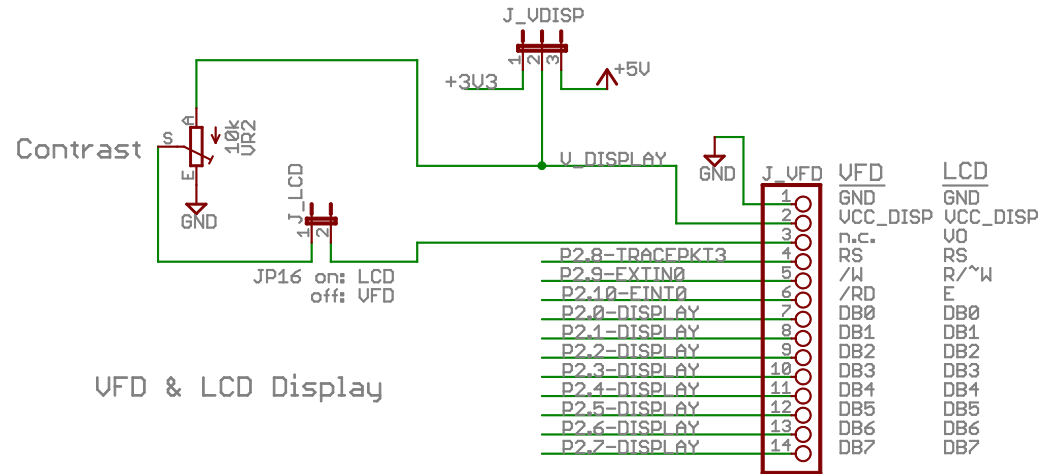 J_VDISP
1 2 3
+3V3
+5V
A
S
10k
VR2
Contrast
E
GND
J_LCD
1 2
JP16 on: LCD
off: VFD
V_DISPLAY
GND
J_VFD VFD LCD
1 GND GND
2 VCC_DISP VCC_DISP
3 n.c. VO
P2.8-TRACEPKT3 4 RS RS
P2.9-EXTIN0 5 /W R/~W
P2.10-EINT0 6 /RD E
P2.0-DISPLAY 7 DB0 DB0
P2.1-DISPLAY 8 DB1 DB1
P2.2-DISPLAY 9 DB2 DB2
P2.3-DISPLAY 10 DB3 DB3
P2.4-DISPLAY 11 DB4 DB4
P2.5-DISPLAY 12 DB5 DB5
P2.6-DISPLAY 13 DB6 DB6
P2.7-DISPLAY 14 DB7 DB7
VFD & LCD Display